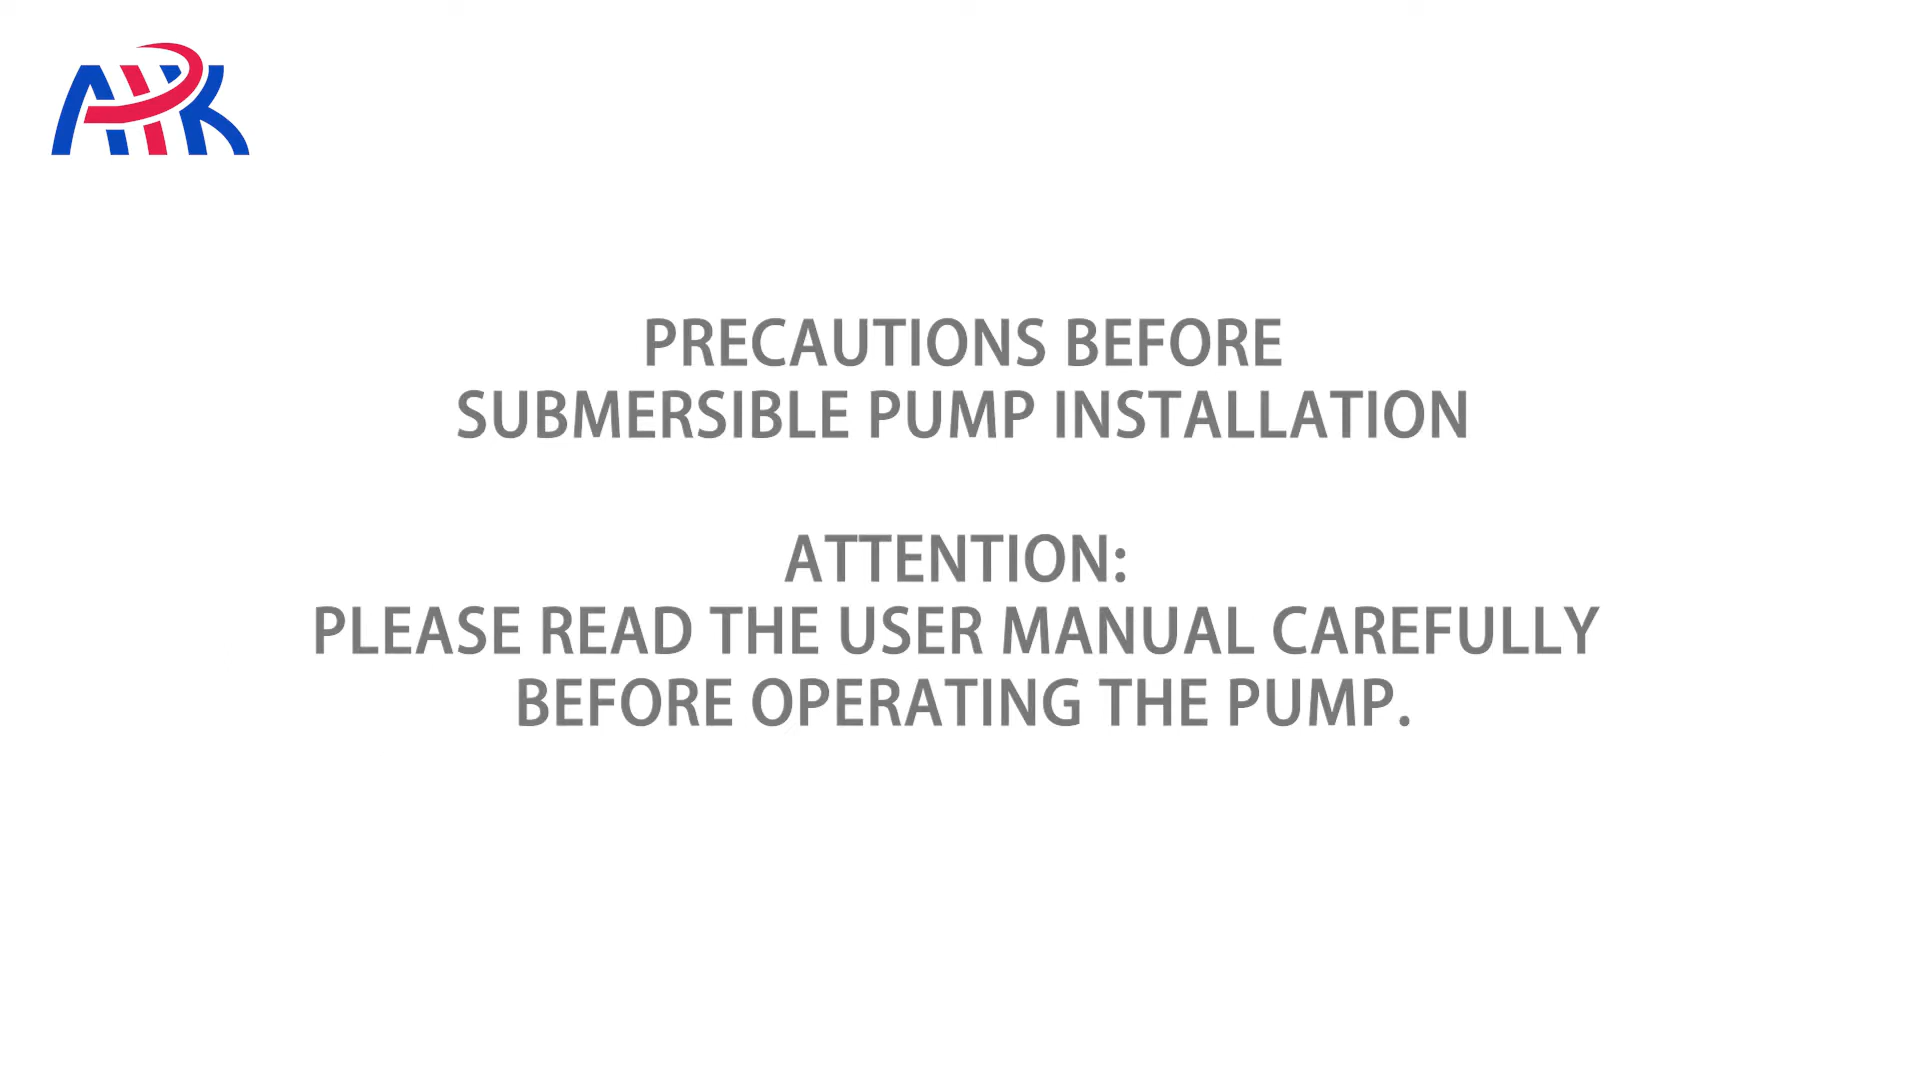 PRECAUTIONS BEFORE
SUBMERSIBLE PUMP INSTALLATION
ATTENTION:
PLEASE READ THE USER MANUAL CAREFULLY
BEFORE OPERATING THE PUMP.